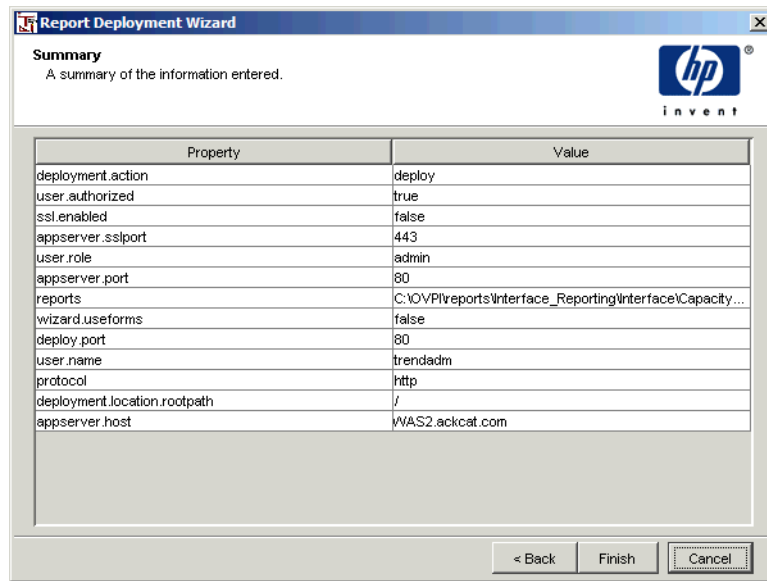 Report Deployment Wizard
Summary
A summary of the information entered.
hp
®
invent
Property Value
deployment.action deploy
user.authorized true
ssl.enabled false
appserver.sslport 443
user.role admin
appserver.port 80
reports C:\OVPI\reports\Interface_Reporting\Interface\Capacity...
wizard.useforms false
deploy.port 80
user.name trendadm
protocol http
deployment.location.rootpath /
appserver.host WAS2.ackcat.com
< Back Finish Cancel